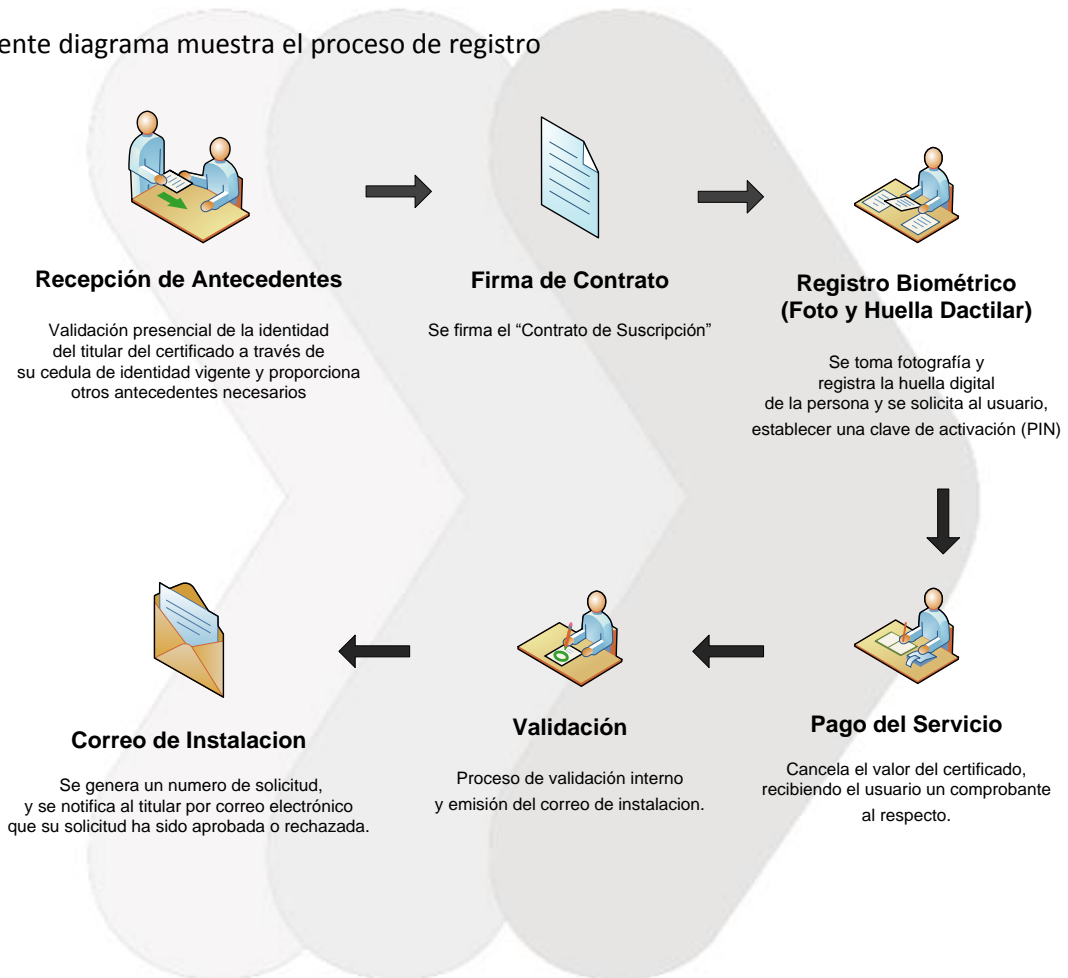 ente diagrama muestra el proceso de registro
Recepción de Antecedentes
Validación presencial de la identidad
del titular del certificado a través de
su cedula de identidad vigente y proporciona
otros antecedentes necesarios
Firma de Contrato
Se firma el “Contrato de Suscripción”
Registro Biométrico
(Foto y Huella Dactilar)
Se toma fotografía y
registra la huella digital
de la persona y se solicita al usuario,
establecer una clave de activación (PIN)
Correo de Instalacion
Se genera un numero de solicitud,
y se notifica al titular por correo electrónico
que su solicitud ha sido aprobada o rechazada.
Validación
Proceso de validación interno
y emisión del correo de instalacion.
Pago del Servicio
Cancela el valor del certificado,
recibiendo el usuario un comprobante
al respecto.